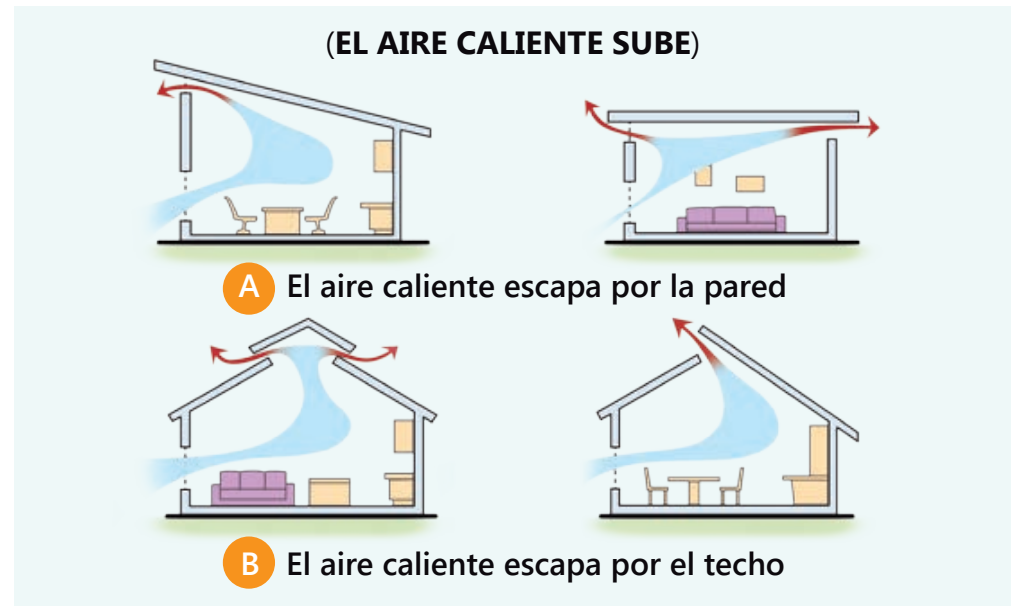 (EL AIRE CALIENTE SUBE)
A El aire caliente escapa por la pared
B El aire caliente escapa por el techo